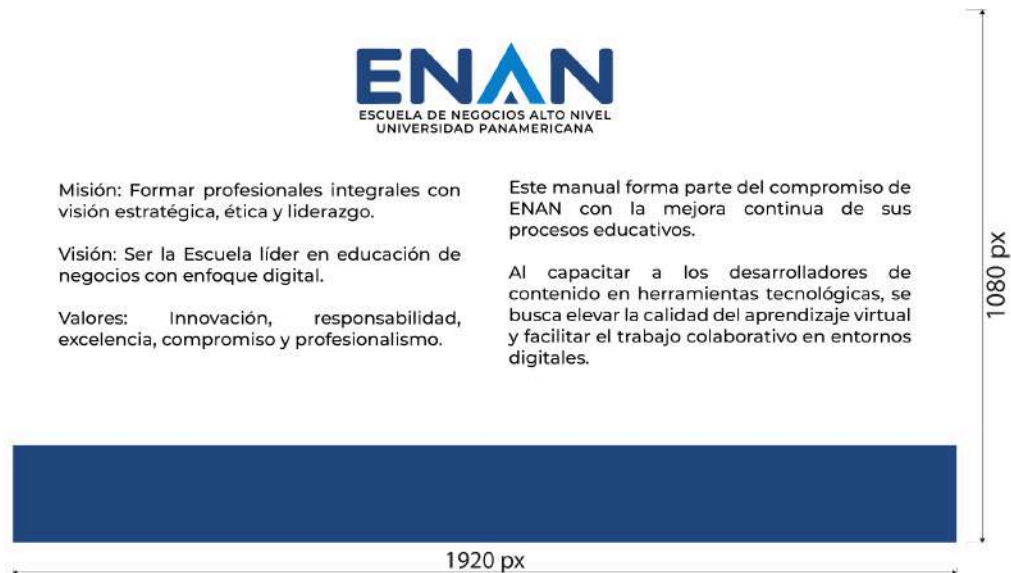 ENAN
ESCUELA DE NEGOCIOS ALTO NIVEL
UNIVERSIDAD PANAMERICANA
Misión: Formar profesionales integrales con
visión estratégica, ética y liderazgo.
Visión: Ser la Escuela líder en educación de
negocios con enfoque digital.
Valores: Innovación, responsabilidad,
excelencia, compromiso y profesionalismo.
Este manual forma parte del compromiso de
ENAN con la mejora continua de sus
procesos educativos.
Al capacitar a los desarrolladores de
contenido en herramientas tecnológicas, se
busca elevar la calidad del aprendizaje virtual
y facilitar el trabajo colaborativo en entornos
digitales.
1080 px
1920 px